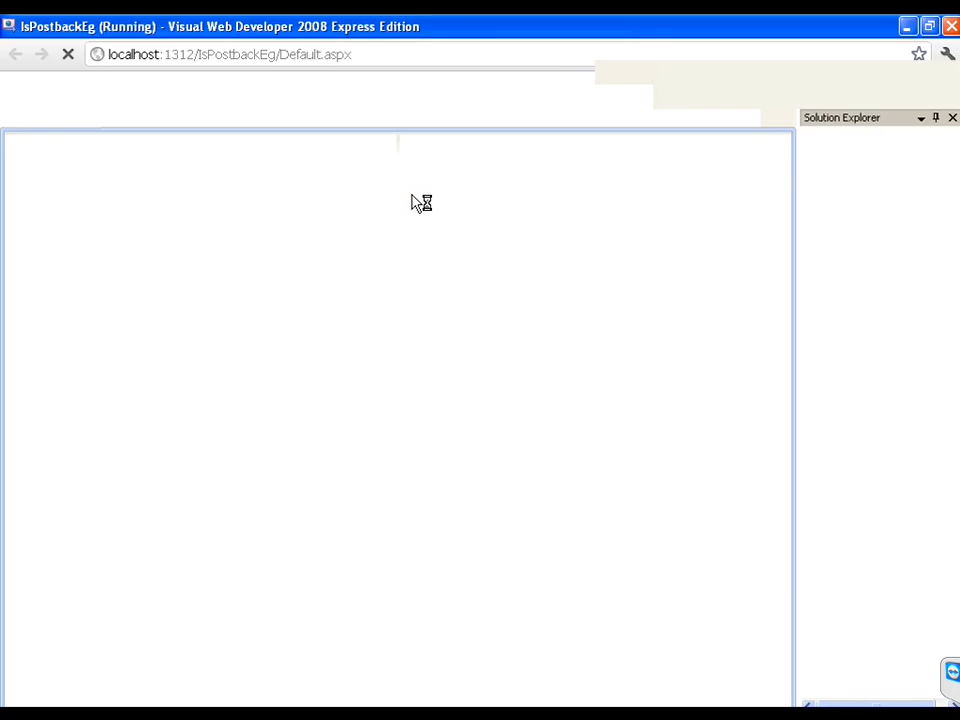 IsPostbackEg (Running) - Visual Web Developer 2008 Express Edition
localhost:1312/IsPostbackEg/Default.aspx
Solution Explorer